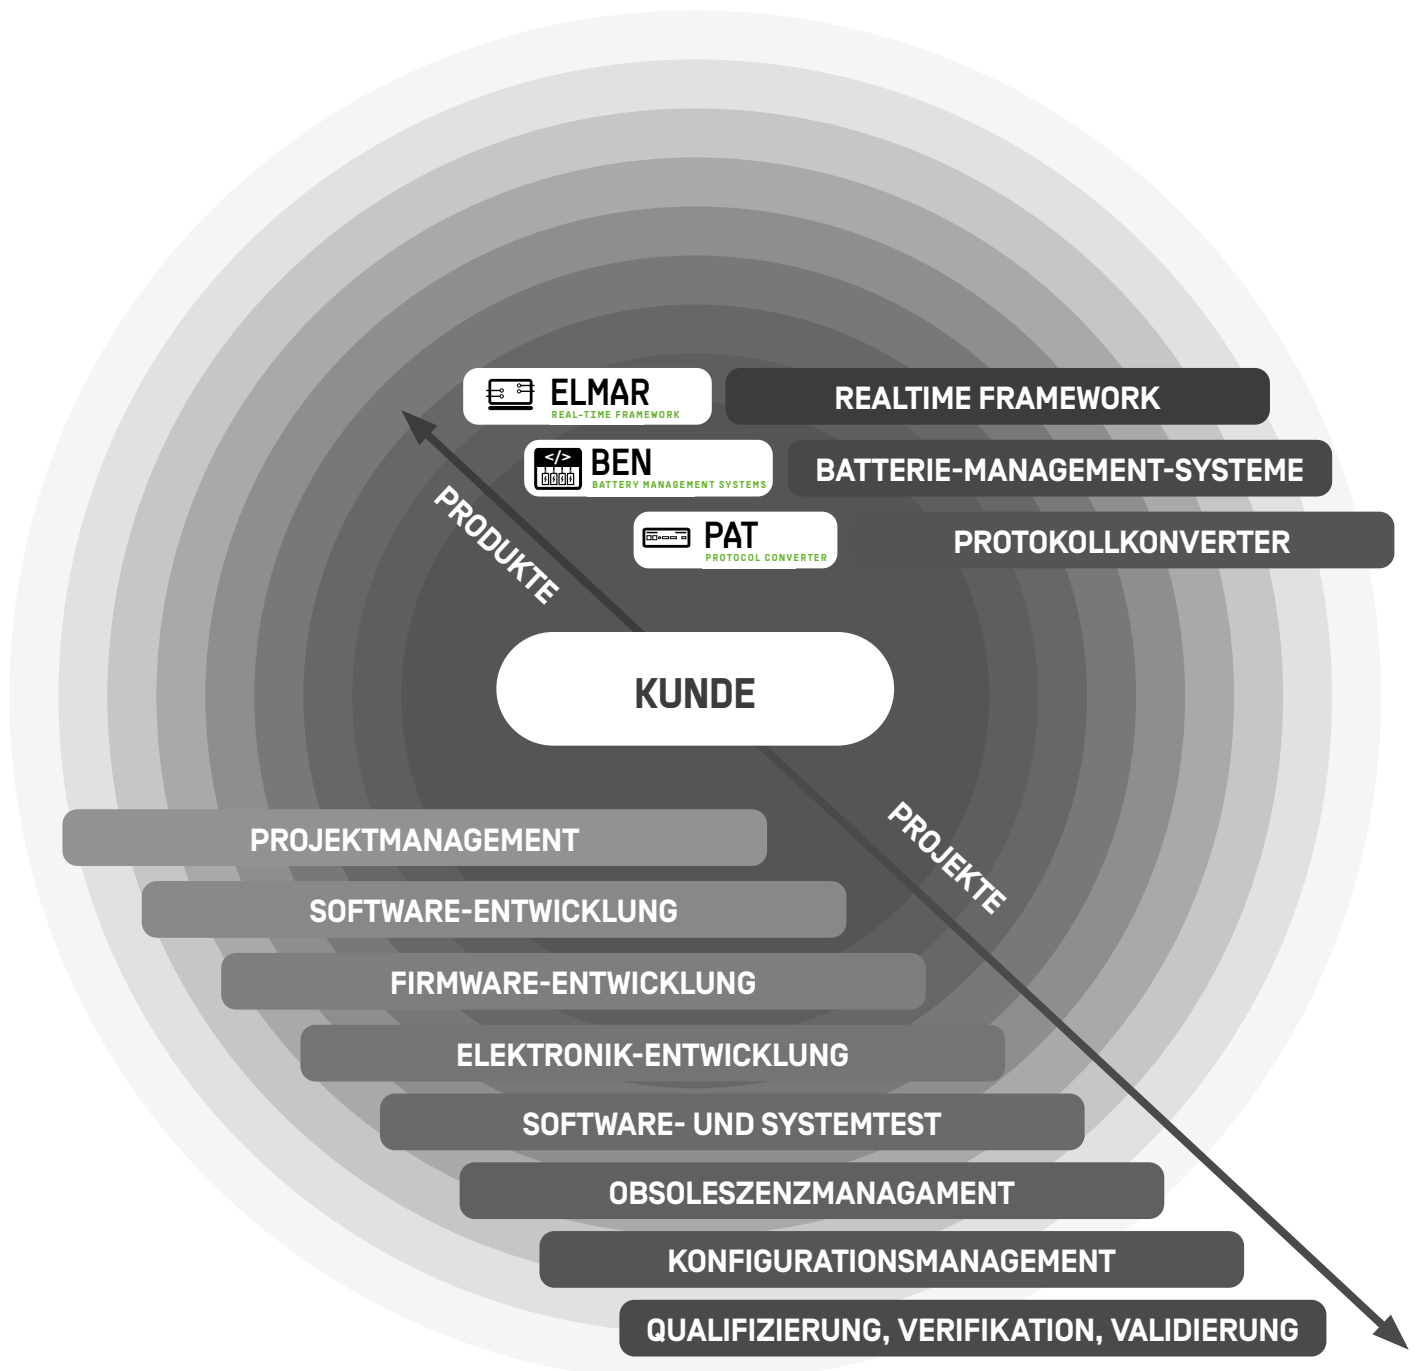 ELMAR
REAL-TIME FRAMEWORK
REALTIME FRAMEWORK
</>
BEN
BATTERY MANAGEMENT SYSTEMS
BATTERIE-MANAGEMENT-SYSTEME
PAT
PROTOCOL CONVERTER
PROTOKOLLKONVERTER
PRODUKTE
KUNDE
PROJEKTE
PROJEKTMANAGEMENT
SOFTWARE-ENTWICKLUNG
FIRMWARE-ENTWICKLUNG
ELEKTRONIK-ENTWICKLUNG
SOFTWARE- UND SYSTEMTEST
OBSOLESZENZMANAGAMENT
KONFIGURATIONSMANAGEMENT
QUALIFIZIERUNG, VERIFIKATION, VALIDIERUNG